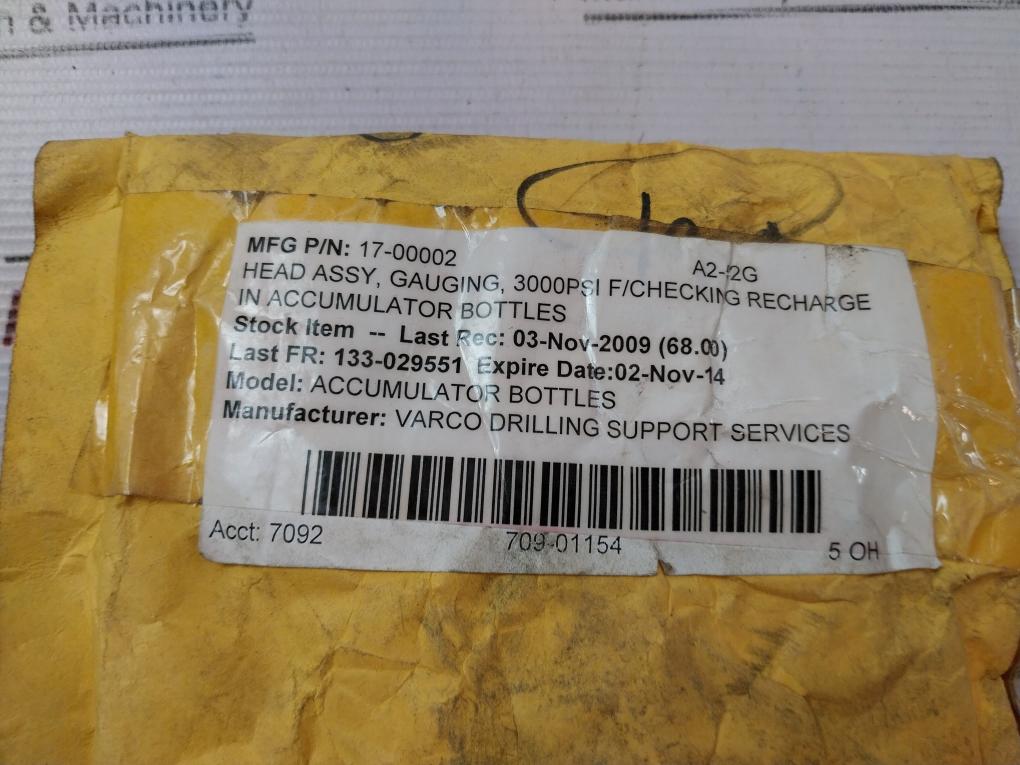 & Machinery
MFG P/N: 17-00002 A2-2G
HEAD ASSY, GAUGING, 3000PSI F/CHECKING RECHARGE
IN ACCUMULATOR BOTTLES
Stock Item -- Last Rec: 03-Nov-2009 (68.00)
Last FR: 133-029551 Expire Date:02-Nov-14
Model: ACCUMULATOR BOTTLES
Manufacturer: VARCO DRILLING SUPPORT SERVICES
Acct: 7092 709-01154 5 OH